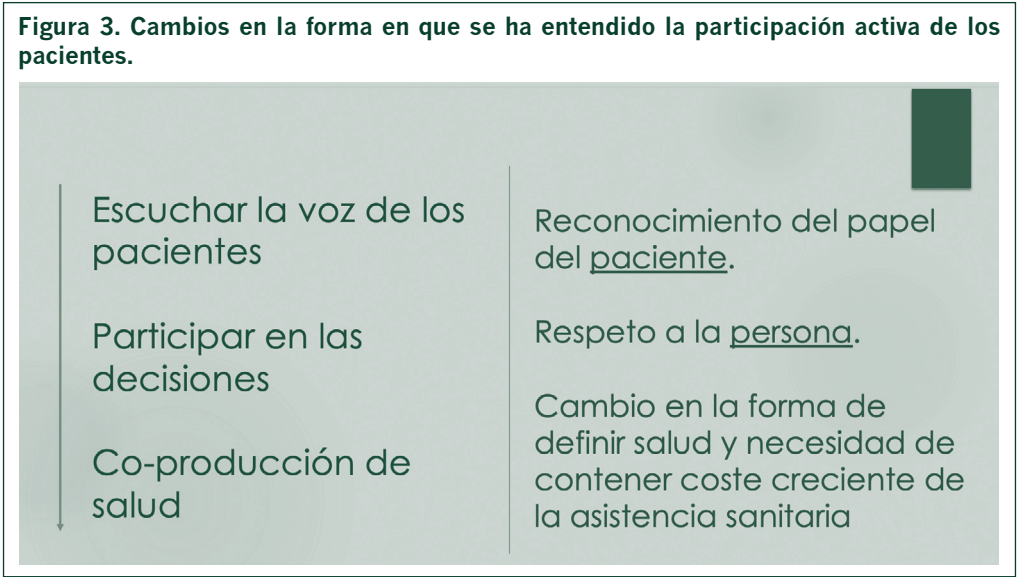 Figura 3. Cambios en la forma en que se ha entendido la participación activa de los
pacientes.
Escuchar la voz de los
pacientes
Participar en las
decisiones
Co-producción de
salud
Reconocimiento del papel
del paciente.
Respeto a la persona.
Cambio en la forma de
definir salud y necesidad de
contener coste creciente de
la asistencia sanitaria